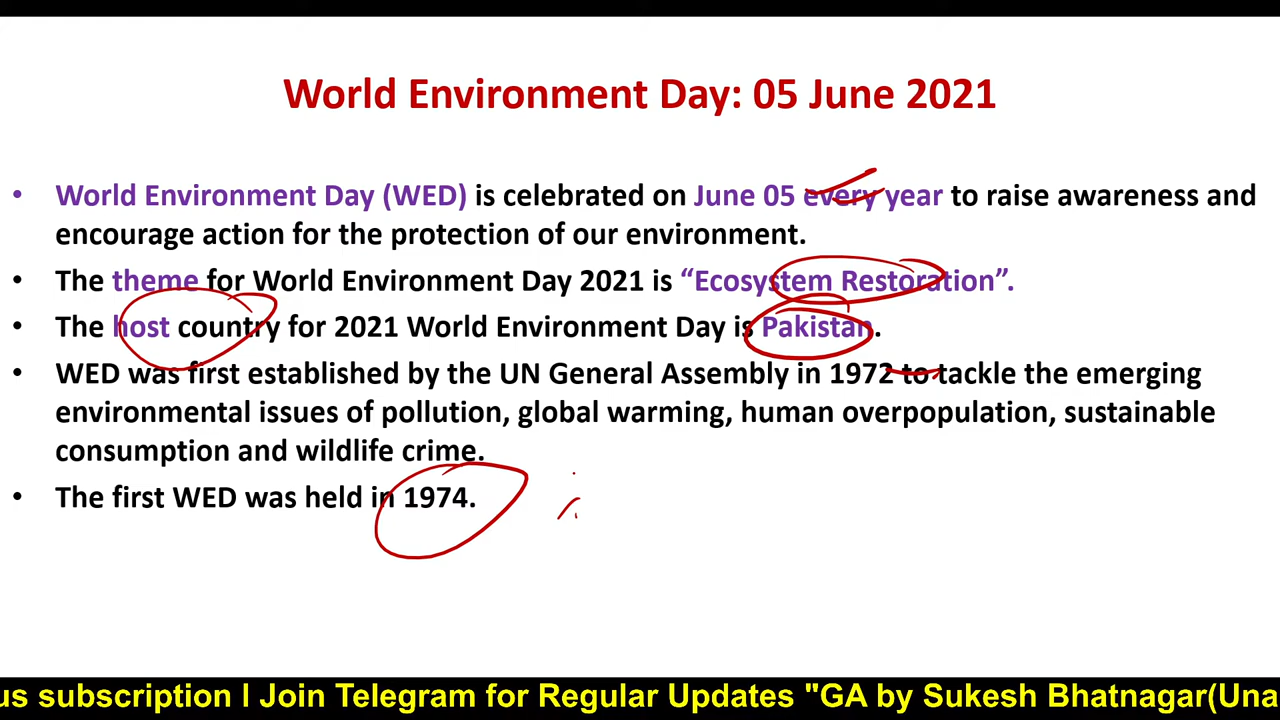 World Environment Day: 05 June 2021
• World Environment Day (WED) is celebrated on June 05 every year to raise awareness and
encourage action for the protection of our environment.
• The theme for World Environment Day 2021 is “Ecosystem Restoration”.
• The host country for 2021 World Environment Day is Pakistan.
• WED was first established by the UN General Assembly in 1972 to tackle the emerging
environmental issues of pollution, global warming, human overpopulation, sustainable
consumption and wildlife crime.
• The first WED was held in 1974.
us subscription I Join Telegram for Regular Updates "GA by Sukesh Bhatnagar(Una